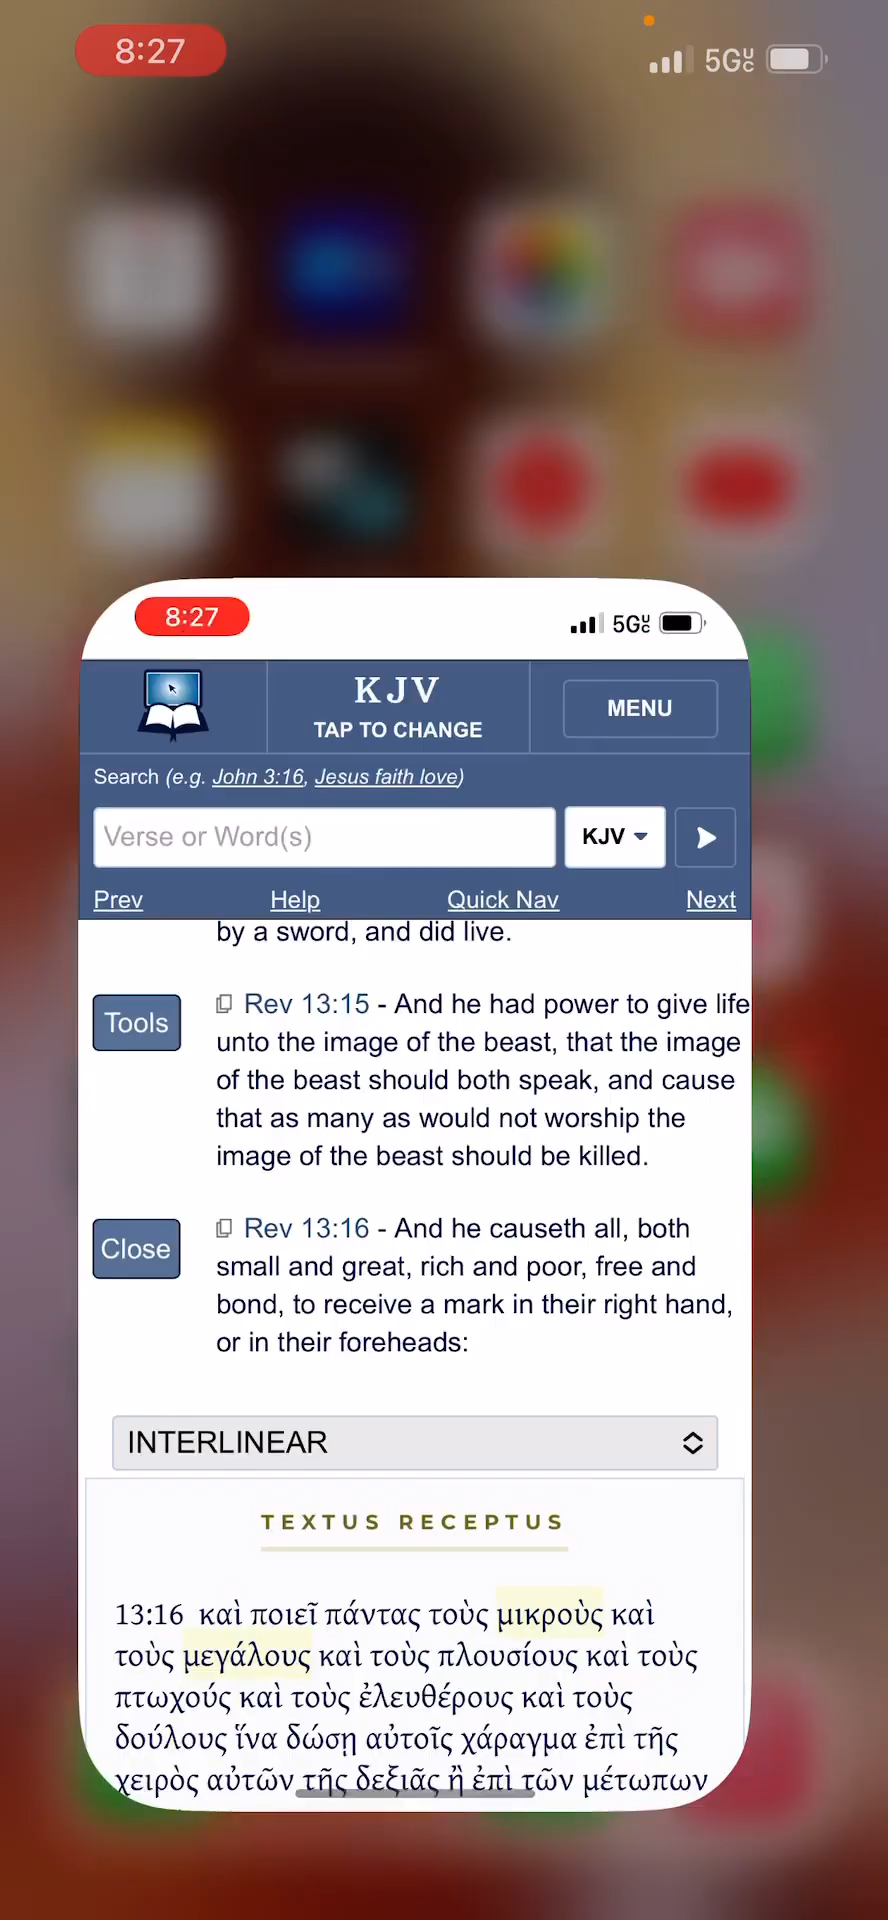 8:27
5GUC
8:27
5GUC
KJV
TAP TO CHANGE
MENU
Search (e.g. John 3:16, Jesus faith love)
Verse or Word(s)
KJV
Prev Help Quick Nav Next
by a sword, and did live.
Tools
Rev 13:15 - And he had power to give life
unto the image of the beast, that the image
of the beast should both speak, and cause
that as many as would not worship the
image of the beast should be killed.
Close
Rev 13:16 - And he causeth all, both
small and great, rich and poor, free and
bond, to receive a mark in their right hand,
or in their foreheads:
INTERLINEAR
TEXTUS RECEPTUS
13:16 καὶ ποιεῖ πάντας τοὺς μικροὺς καὶ
τοὺς μεγάλους καὶ τοὺς πλουσίους καὶ τοὺς
πτωχούς καὶ τοὺς ἐλευθέρους καὶ τοὺς
δούλους ἵνα δώσῃ αὐτοῖς χάραγμα ἐπὶ τῆς
χειρὸς αὐτῶν τῆς δεξιᾶς ἢ ἐπὶ τῶν μέτωπων